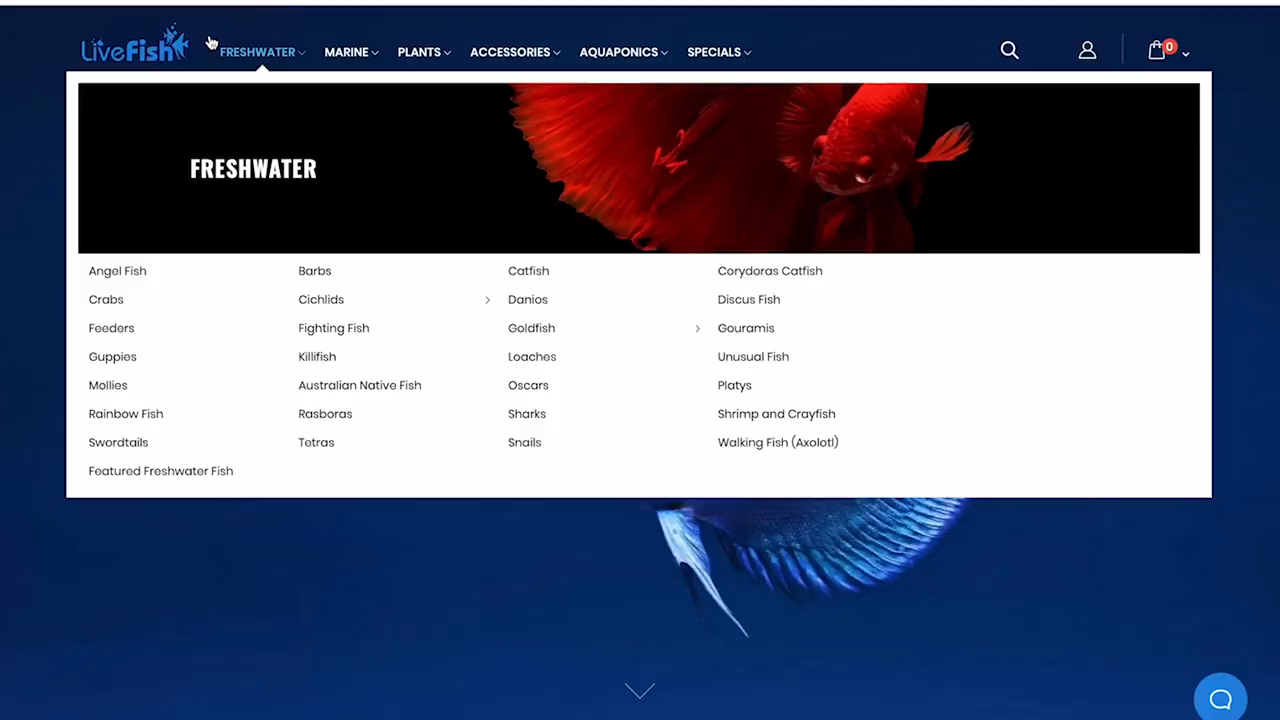 LiveFish
FRESHWATER MARINE PLANTS ACCESSORIES AQUAPONICS SPECIALS 0
FRESHWATER
Angel Fish Barbs Catfish Corydoras Catfish
Crabs Cichlids Danios Discus Fish
Feeders Fighting Fish Goldfish Gouramis
Guppies Killifish Loaches Unusual Fish
Mollies Australian Native Fish Oscars Platys
Rainbow Fish Rasboras Sharks Shrimp and Crayfish
Swordtails Tetras Snails Walking Fish (Axolotl)
Featured Freshwater Fish